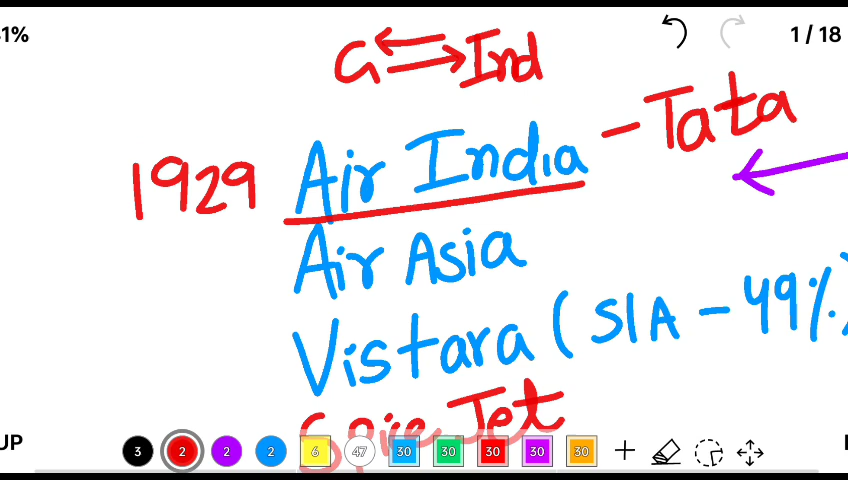 1%
1 / 18
G Ind
1929 Air India - Tata
Air Asia
Vistara (SIA - 49%)
Spice Jet
UP
3 2 2 2 6 47 30 30 30 30 30